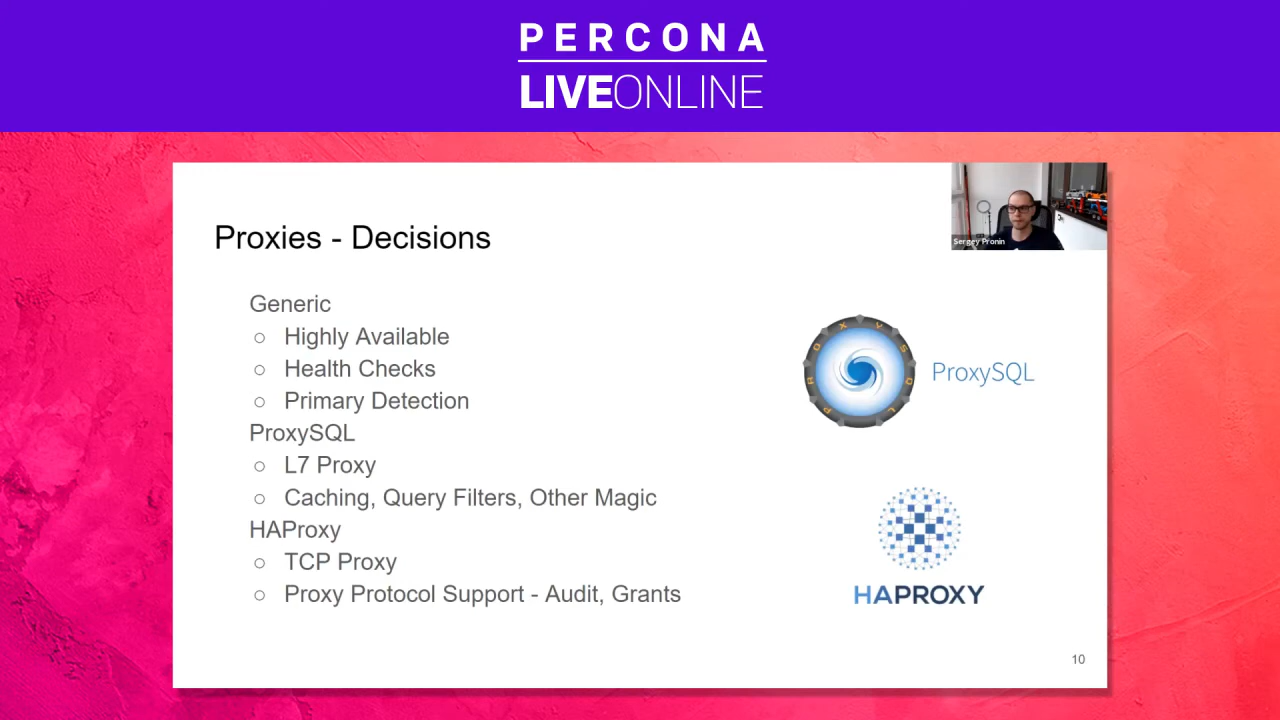 PERCONA
LIVEONLINE
Sergey Pronin
Proxies - Decisions
Generic
○ Highly Available
○ Health Checks
○ Primary Detection
ProxySQL
○ L7 Proxy
○ Caching, Query Filters, Other Magic
HAProxy
○ TCP Proxy
○ Proxy Protocol Support - Audit, Grants
PROXYSQL
ProxySQL
HAPROXY
10